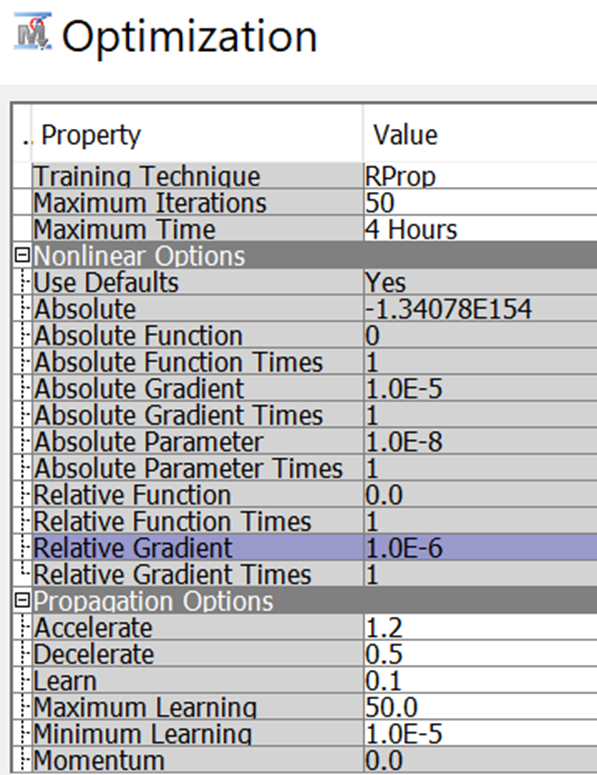 Optimization
.. Property Value
Training Technique RProp
Maximum Iterations 50
Maximum Time 4 Hours
Nonlinear Options
Use Defaults Yes
Absolute -1.34078E154
Absolute Function 0
Absolute Function Times 1
Absolute Gradient 1.0E-5
Absolute Gradient Times 1
Absolute Parameter 1.0E-8
Absolute Parameter Times 1
Relative Function 0.0
Relative Function Times 1
Relative Gradient 1.0E-6
Relative Gradient Times 1
Propagation Options
Accelerate 1.2
Decelerate 0.5
Learn 0.1
Maximum Learning 50.0
Minimum Learning 1.0E-5
Momentum 0.0